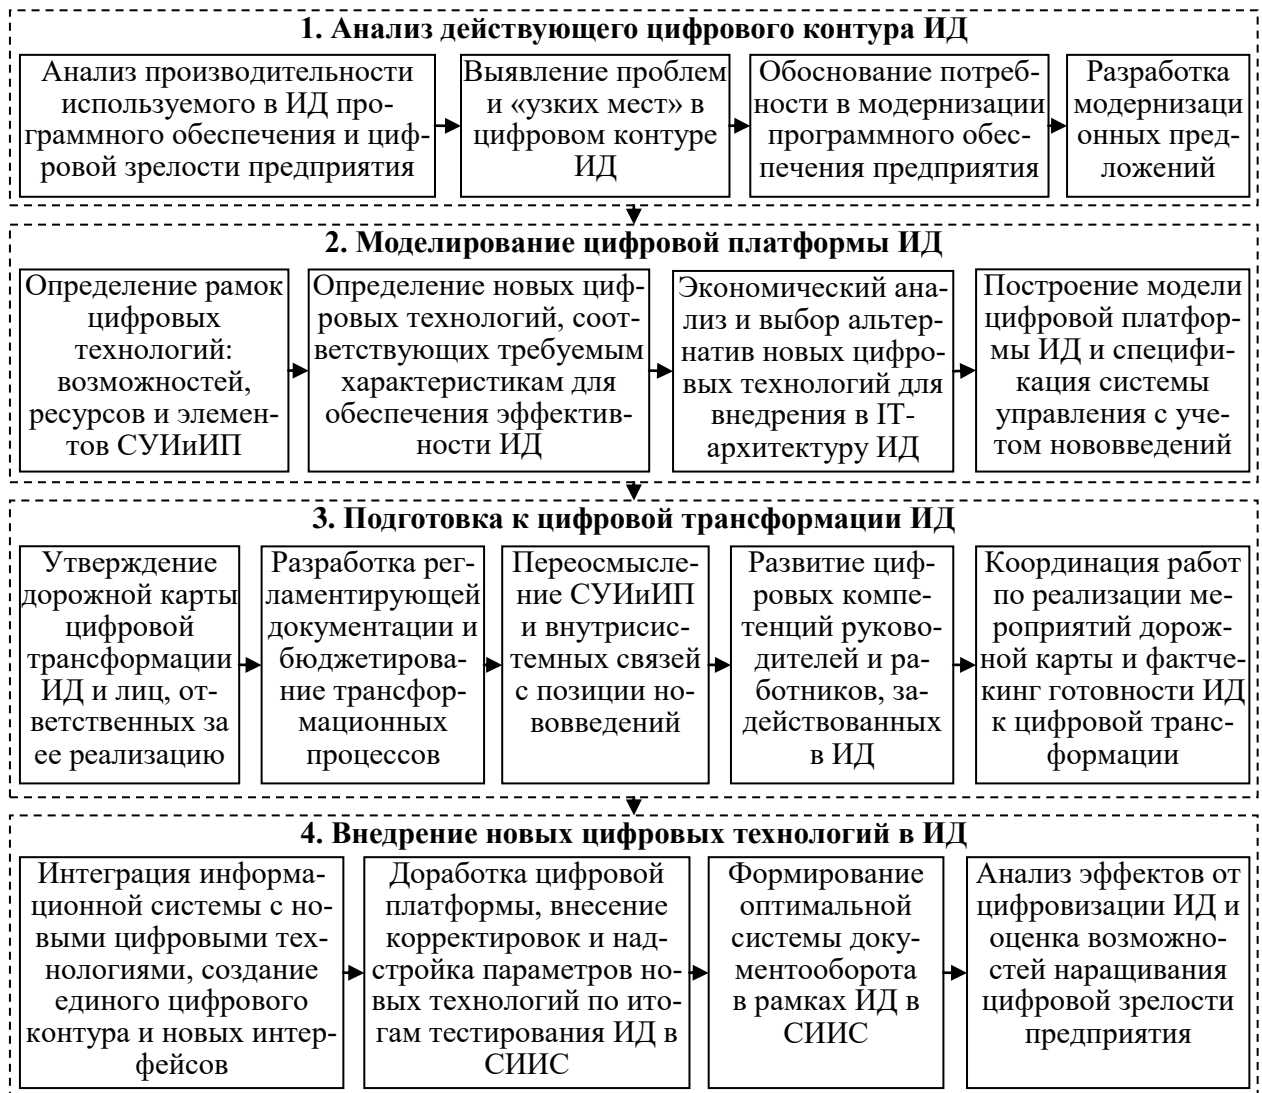 1. Анализ действующего цифрового контура ИД
Анализ производительности
используемого в ИД про-
граммного обеспечения и циф-
ровой зрелости предприятия
Выявление проблем
и «узких мест» в
цифровом контуре
ИД
Обоснование потреб-
ности в модернизации
программного обес-
печения предприятия
Разработка
модернизаци
онных пред-
ложений
2. Моделирование цифровой платформы ИД
Определение рамок
цифровых
технологий:
возможностей,
ресурсов и элемен-
тов СУИиИП
Определение новых циф-
ровых технологий, соот-
ветствующих требуемым
характеристикам для
обеспечения эффектив-
ности ИД
Экономический ана-
лиз и выбор альтер-
натив новых цифро-
вых технологий для
внедрения в IT-
архитектуру ИД
Построение модели
цифровой платфор-
мы ИД и специфи-
кация системы
управления с уче-
том нововведений
3. Подготовка к цифровой трансформации ИД
Утверждение
дорожной карты
цифровой
трансформации
ИД и лиц, от-
ветственных за
ее реализацию
Разработка рег-
ламентирующей
документации и
бюджетирова-
ние трансфор-
мационных
процессов
Переосмысле-
ние СУИиИП
и внутрисис-
темных связей
с позиции но-
вовведений
Развитие циф-
ровых компе-
тенций руково-
дителей и ра-
ботников, за-
действованных
в ИД
Координация работ
по реализации ме-
роприятий дорож-
ной карты и фактче-
кинг готовности ИД
к цифровой транс-
формации
4. Внедрение новых цифровых технологий в ИД
Интеграция информа-
ционной системы с но-
выми цифровыми тех-
нологиями, создание
единого цифрового
контура и новых интер-
фейсов
Доработка цифровой
платформы, внесение
корректировок и над-
стройка параметров но-
вых технологий по ито-
гам тестирования ИД в
СИИС
Формирование
оптимальной
системы доку-
ментооборота
в рамках ИД в
СИИС
Анализ эффектов от
цифровизации ИД и
оценка возможно-
стей наращивания
цифровой зрелости
предприятия